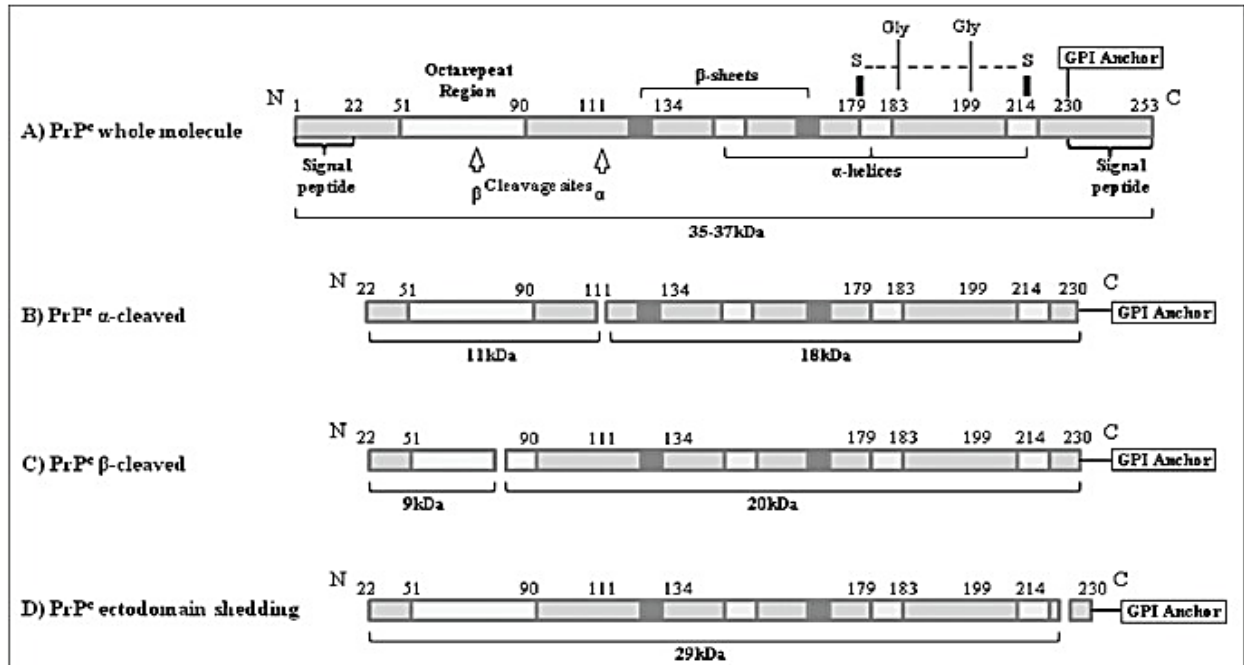 Gly Gly
S S GPI Anchor
Octarepeat
Region
β-sheets
N 1 22 51 90 111 134 179 183 199 214 230 253 C
A) PrPᶜ whole molecule
Signal
peptide
β Cleavage sites α
α-helices
Signal
peptide
35-37kDa
N C
22 51 90 111 134 179 183 199 214 230
B) PrPᶜ α-cleaved
GPI Anchor
11kDa 18kDa
N C
22 51 90 111 134 179 183 199 214 230
C) PrPᶜ β-cleaved
GPI Anchor
9kDa 20kDa
N C
22 51 90 111 134 179 183 199 214 230
D) PrPᶜ ectodomain shedding
GPI Anchor
29kDa